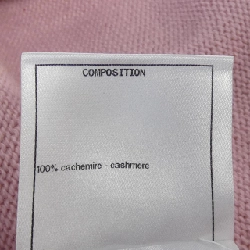 COMPOSITION
100% cachemire - cashmere